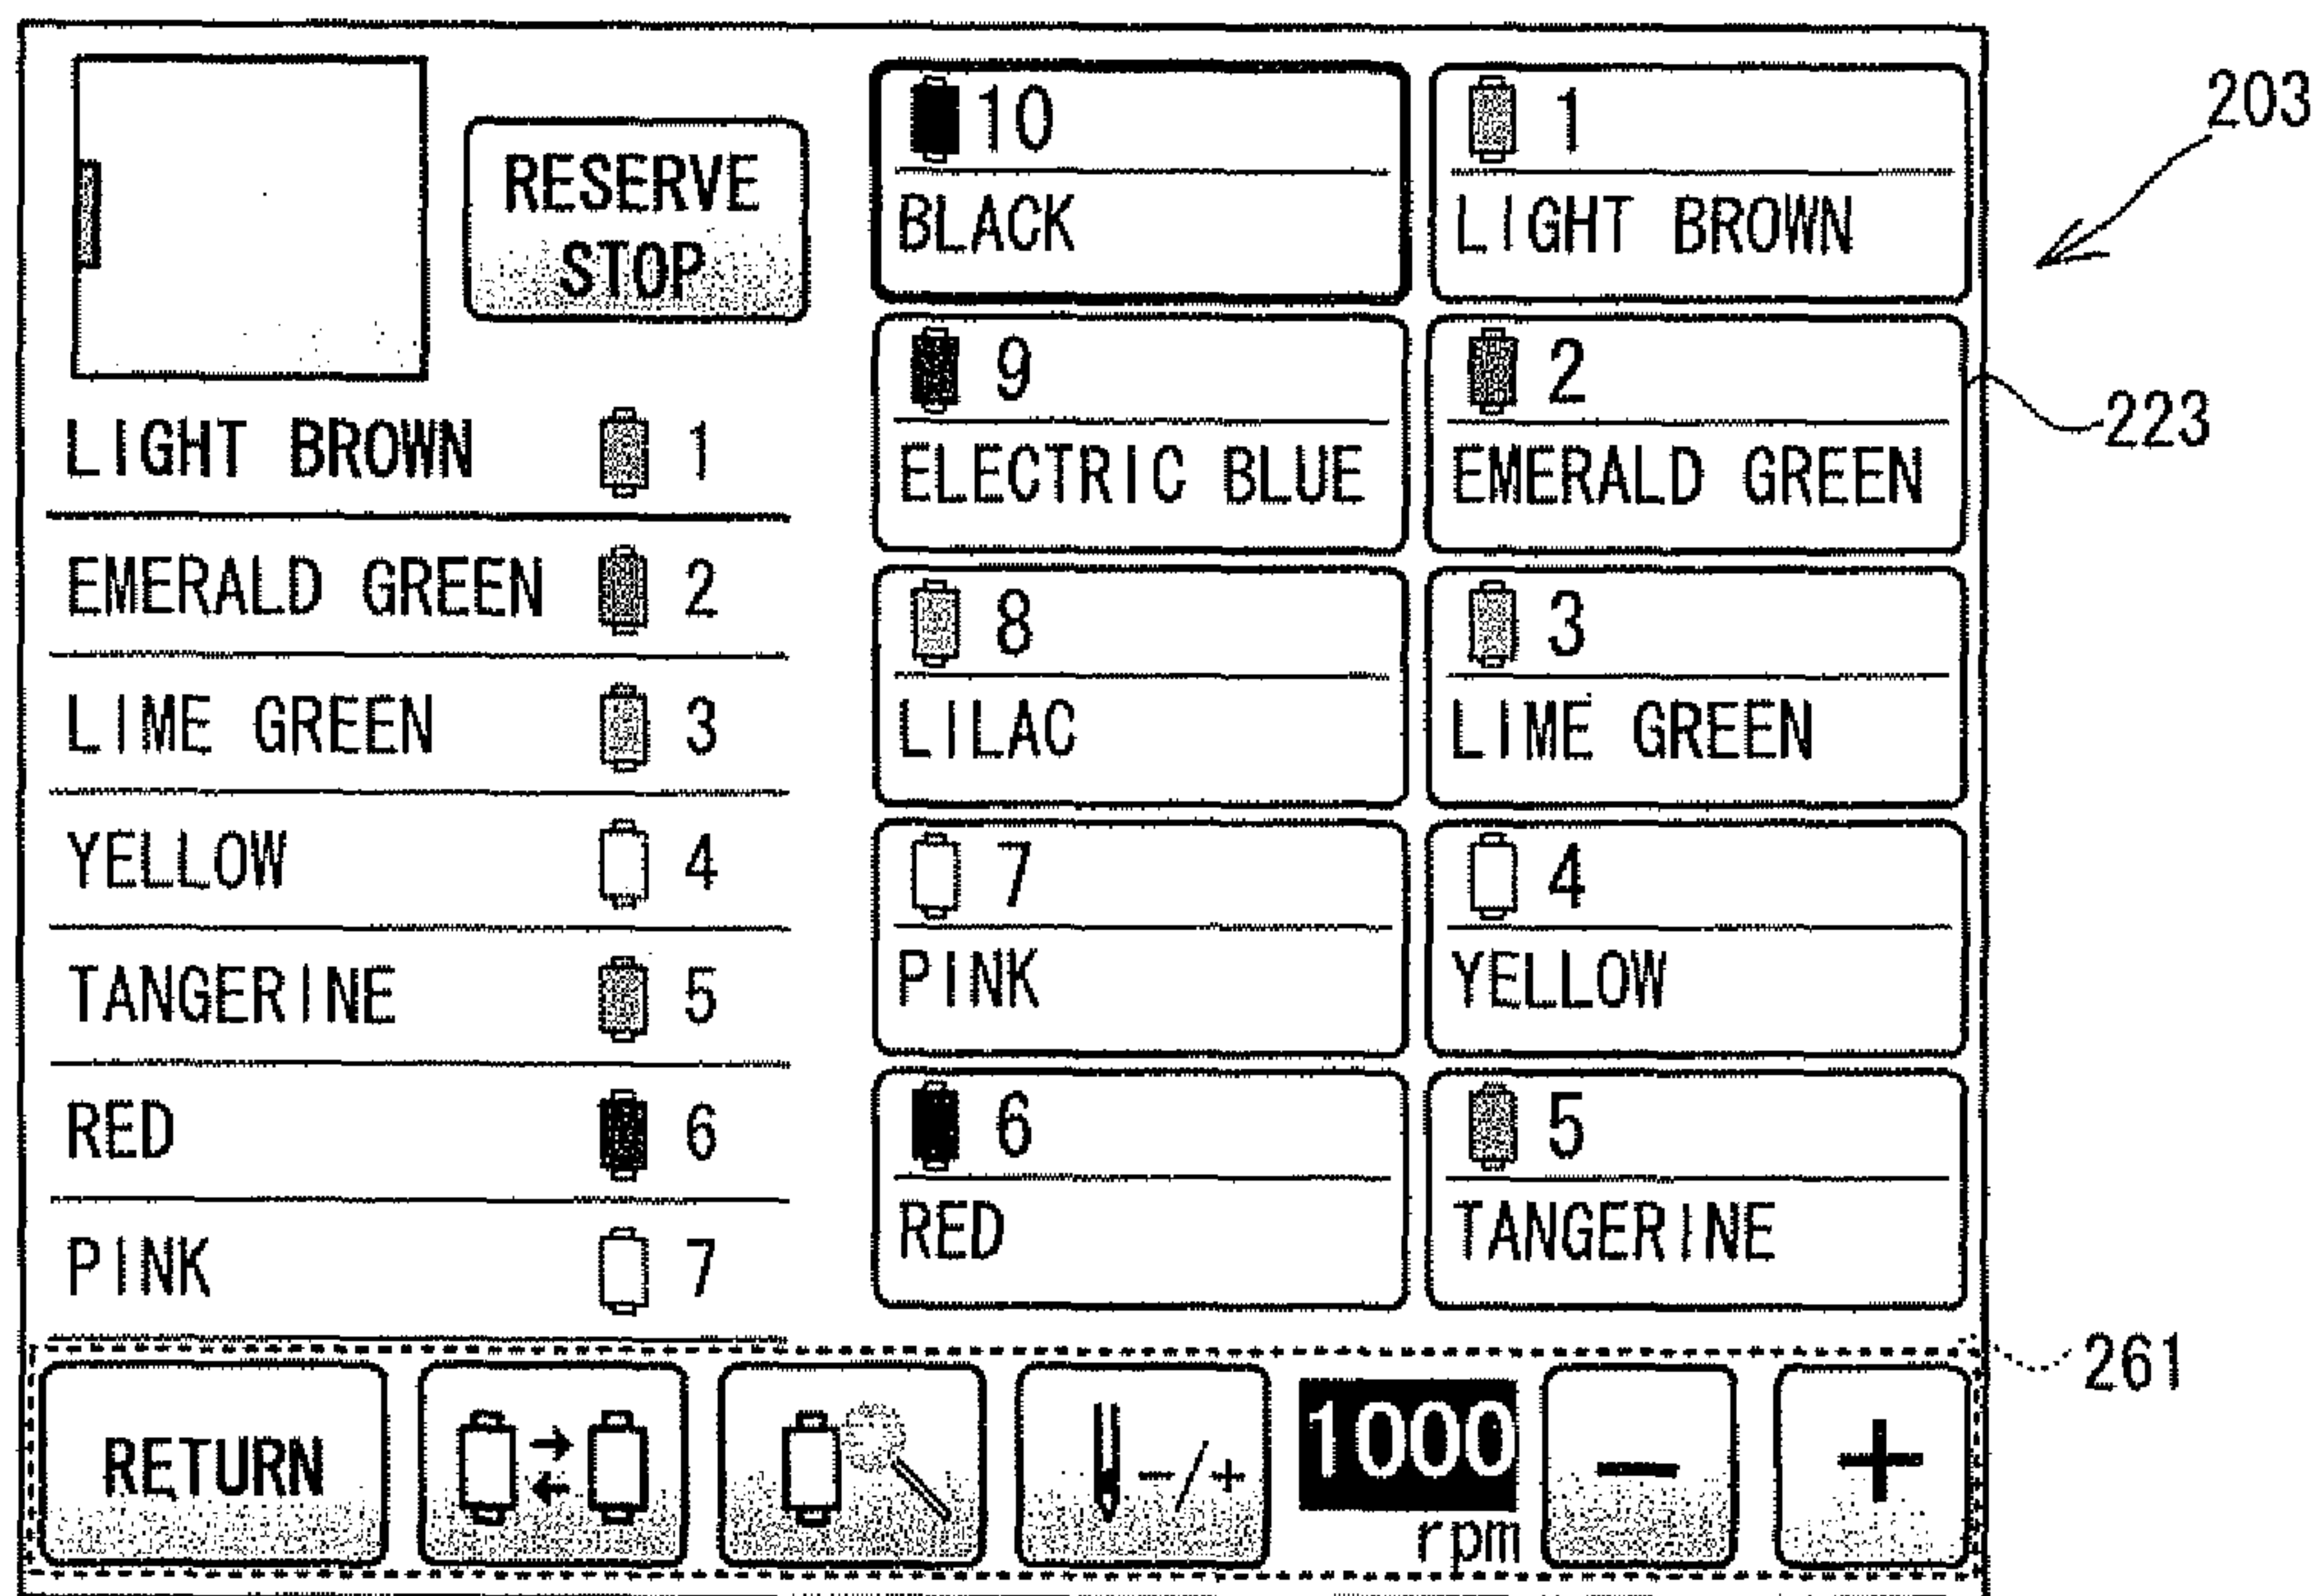 RESERVE
STOP
LIGHT BROWN 1
EMERALD GREEN 2
LIME GREEN 3
YELLOW 4
TANGERINE 5
RED 6
PINK 7
10
BLACK
1
LIGHT BROWN
9
ELECTRIC BLUE
2
EMERALD GREEN
8
LILAC
3
LIME GREEN
7
PINK
4
YELLOW
6
RED
5
TANGERINE
203
223
261
RETURN
-/+
1000
rpm
-
+